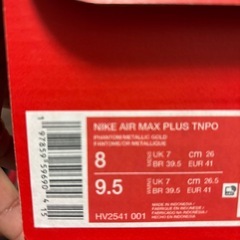 NIKE AIR MAX PLUS TNPO
PHANTOM/METALLIC GOLD
FANTOME/OR METALLIQUE
8 UK 7 cm 26
BR 39.5 EUR 41
9.5 UK 7 cm 26.5
BR 39.5 EUR 41
HV2541 001
MADE IN INDONESIA